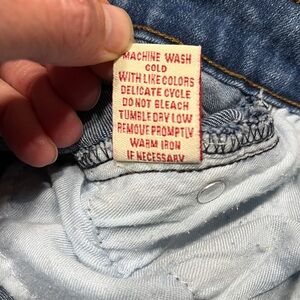 MACHINE WASH
COLD
WITH LIKE COLORS
DELICATE CYCLE
DO NOT BLEACH
TUMBLE DRY LOW
REMOVE PROMPTLY
WARM IRON
IF NECESSARY